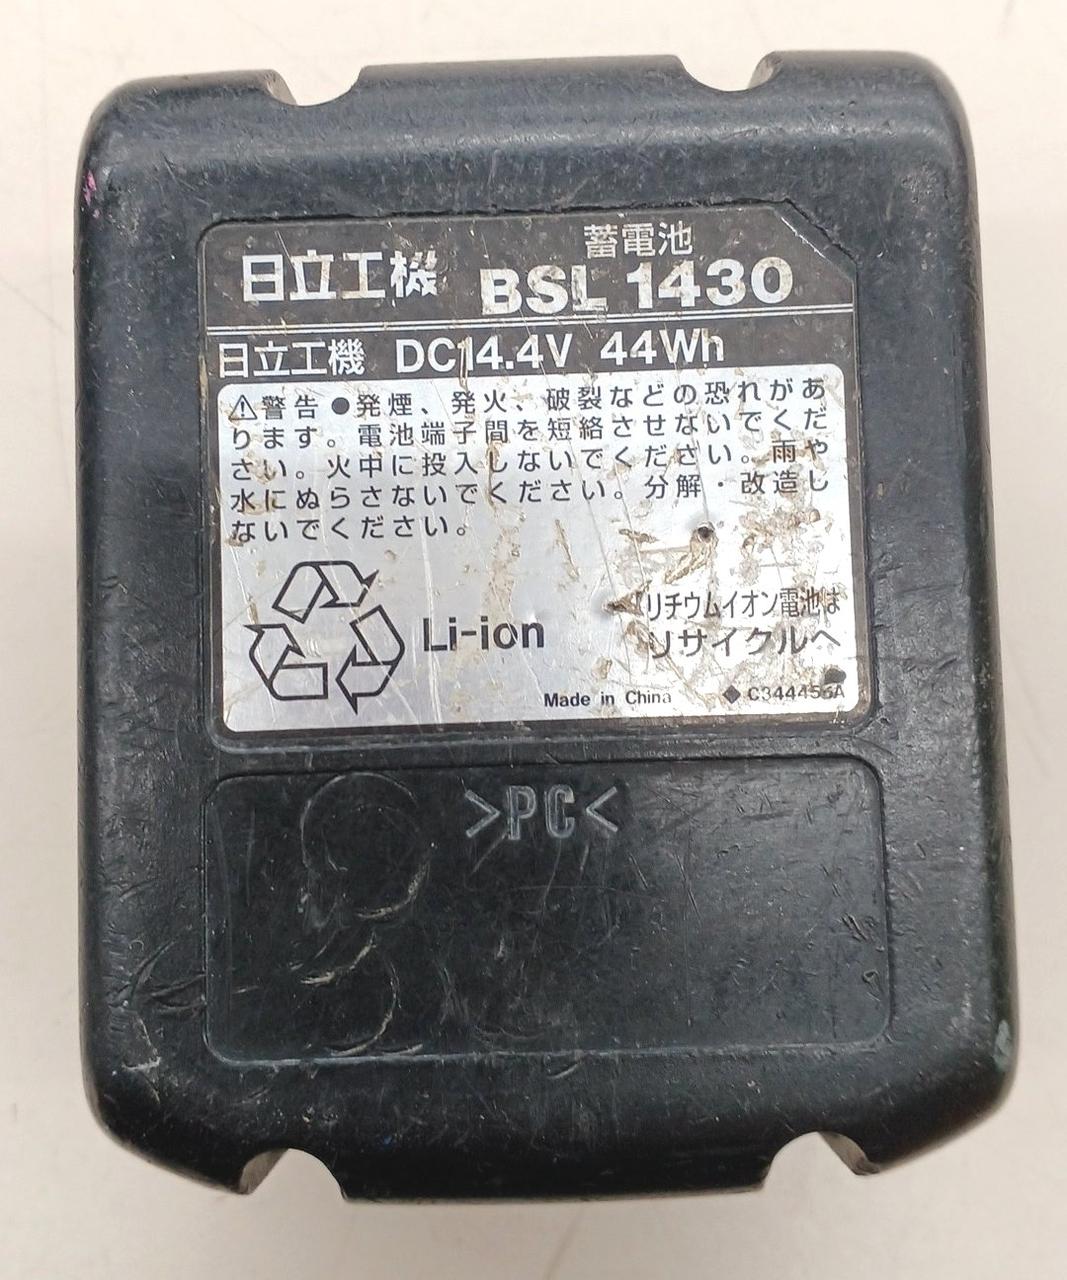 蓄電池
日立工機 BSL 1430
日立工機 DC14.4V 44Wh
⚠警告 ●発煙、発火、破裂などの恐れがあ
ります。電池端子間を短絡させないでくだ
さい。火中に投入しないでください。雨や
水にぬらさないでください。分解・改造し
ないでください。
Li-ion
リチウムイオン電池は
リサイクルへ
Made in China ◆ C344456A
>PC<